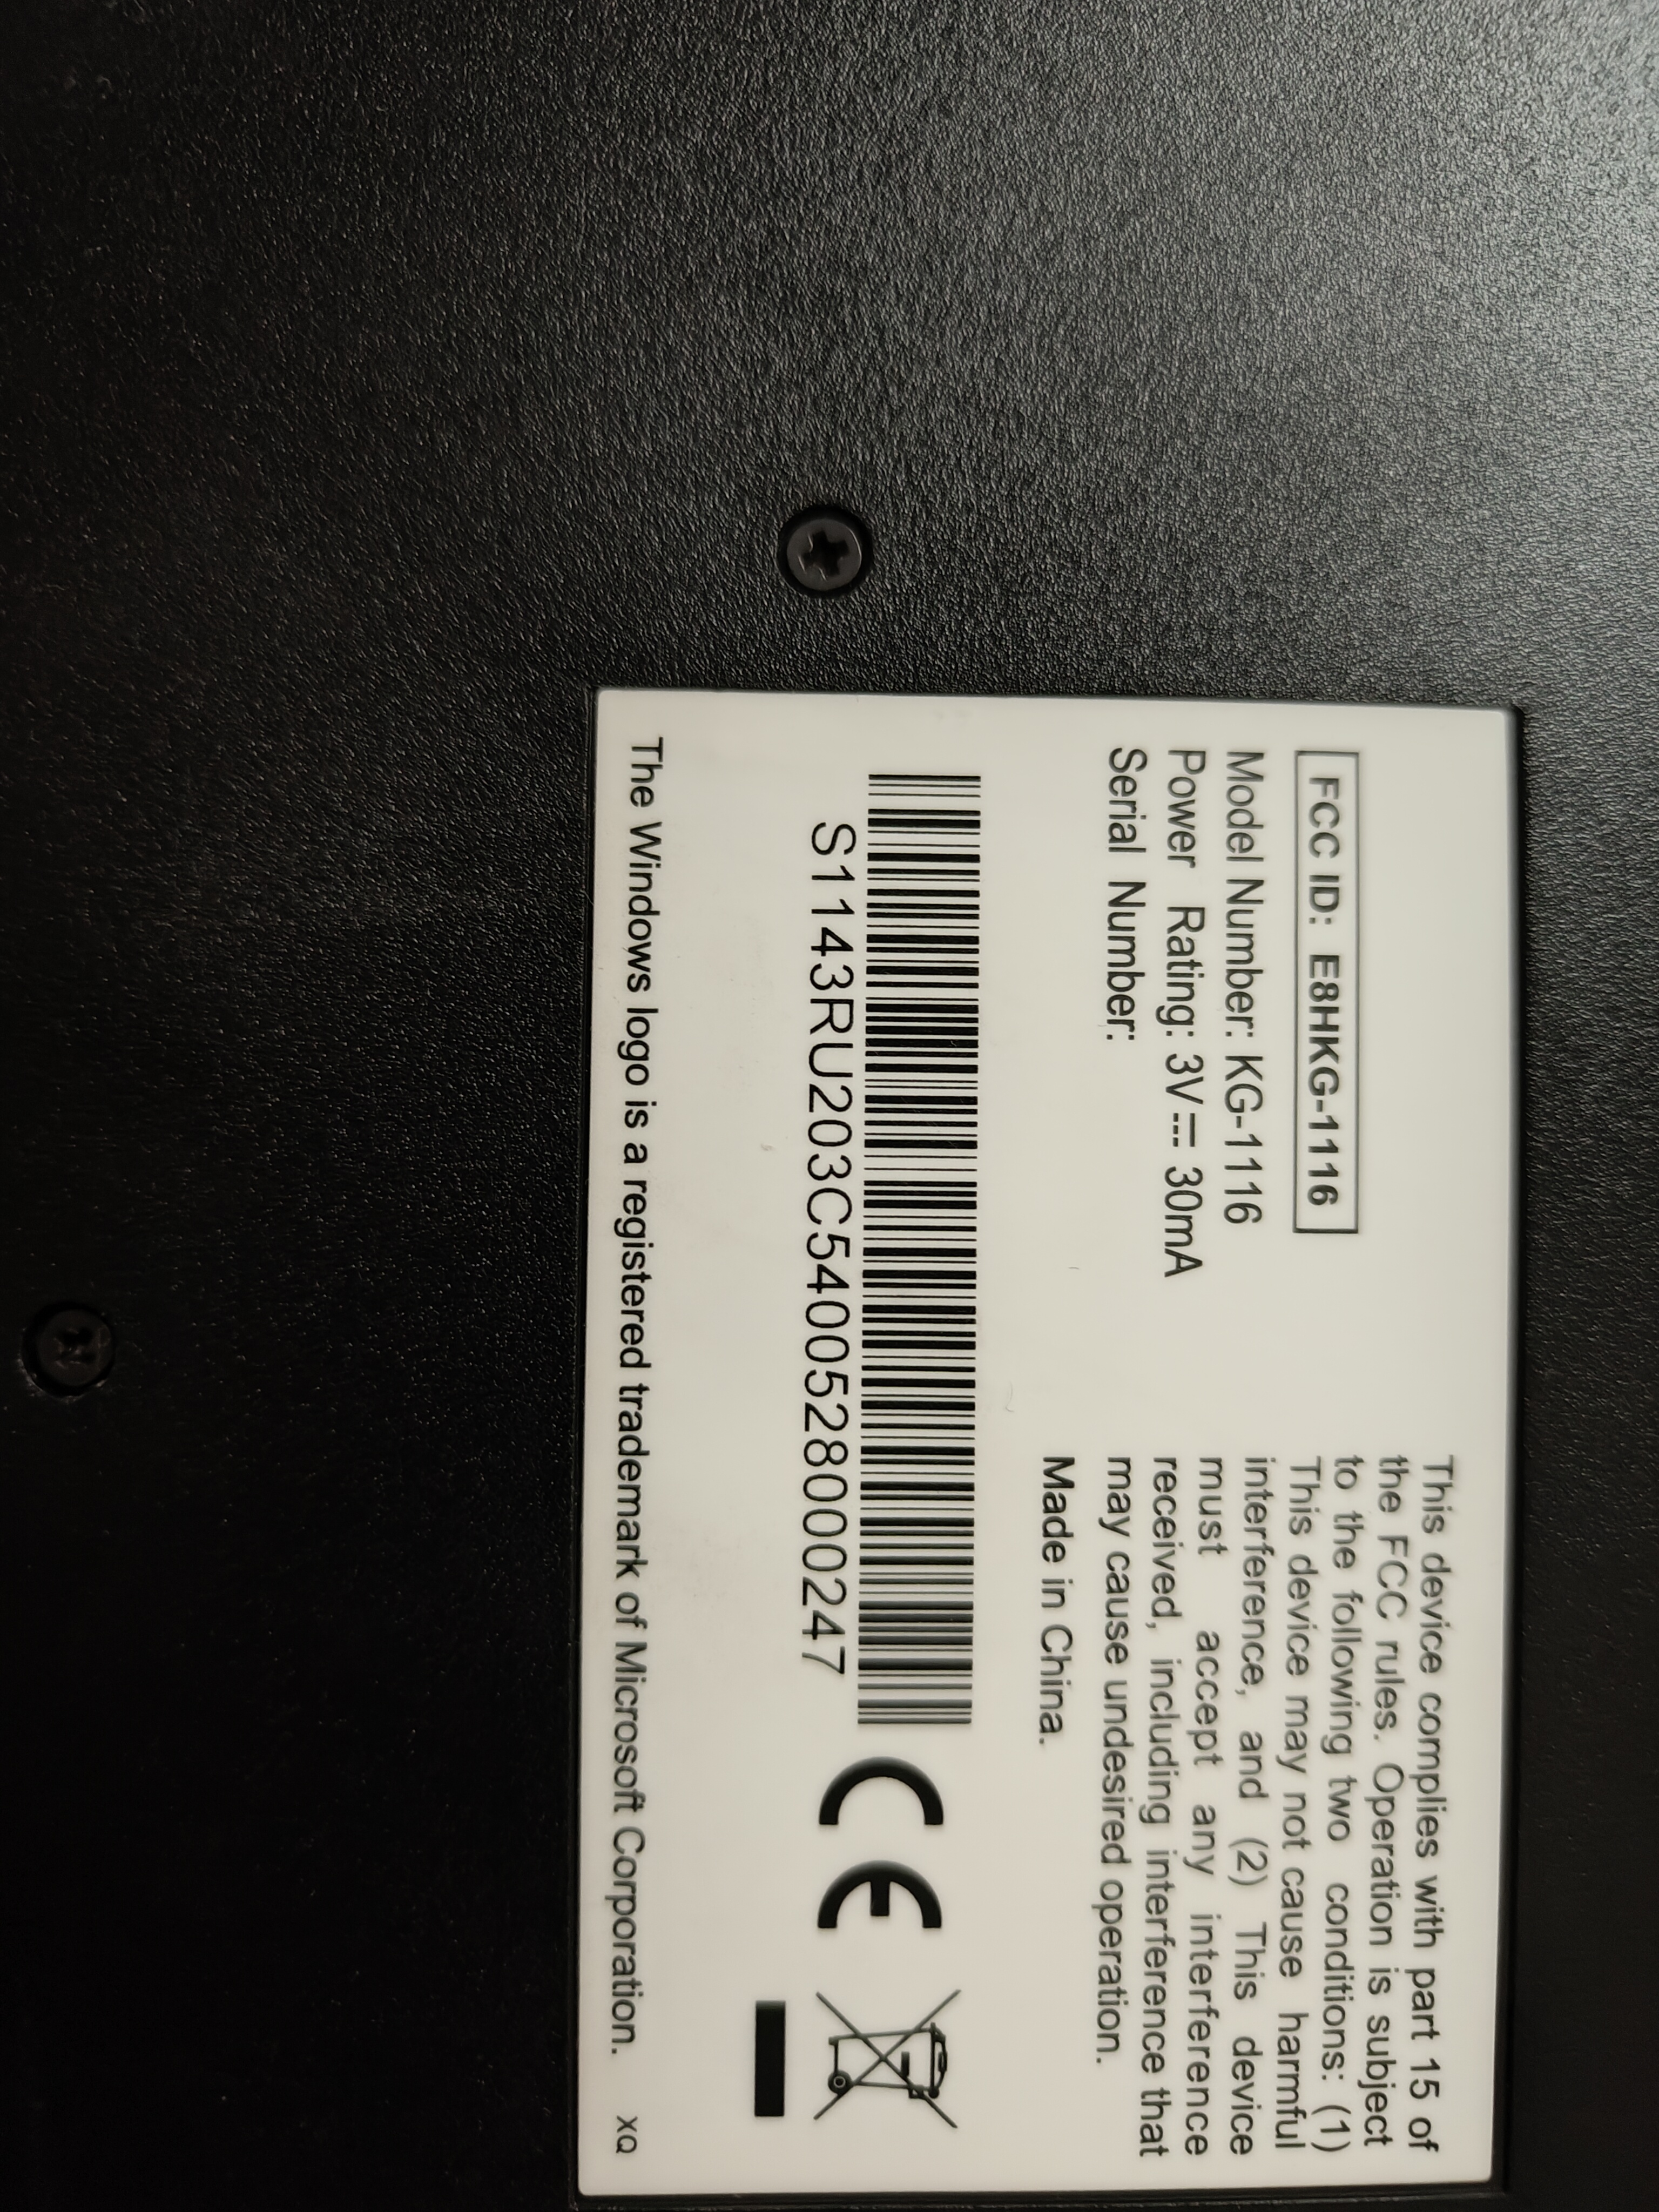 FCC ID: E8HKG-1116
Model Number: KG-1116
Power Rating: 3V⎓ 30mA
Serial Number:
This device complies with part 15 of
the FCC rules. Operation is subject
to the following two conditions: (1)
This device may not cause harmful
interference, and (2) This device
must accept any interference
received, including interference that
may cause undesired operation.
Made in China.
S1143RU203C5400528000247
CE
The Windows logo is a registered trademark of Microsoft Corporation. XQ